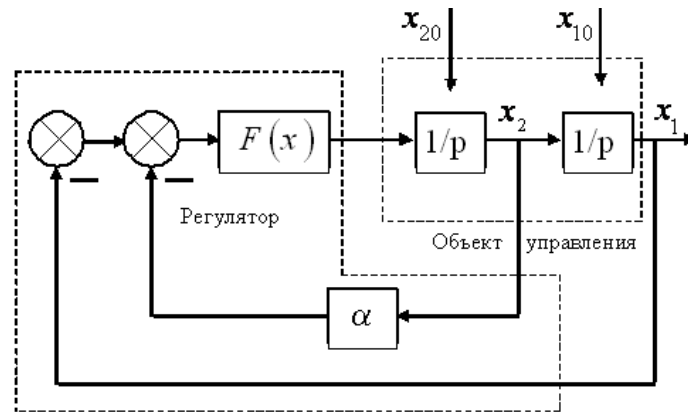 x20
x10
F(x)
1/p
x2
1/p
x1
Регулятор
Объект управления
α